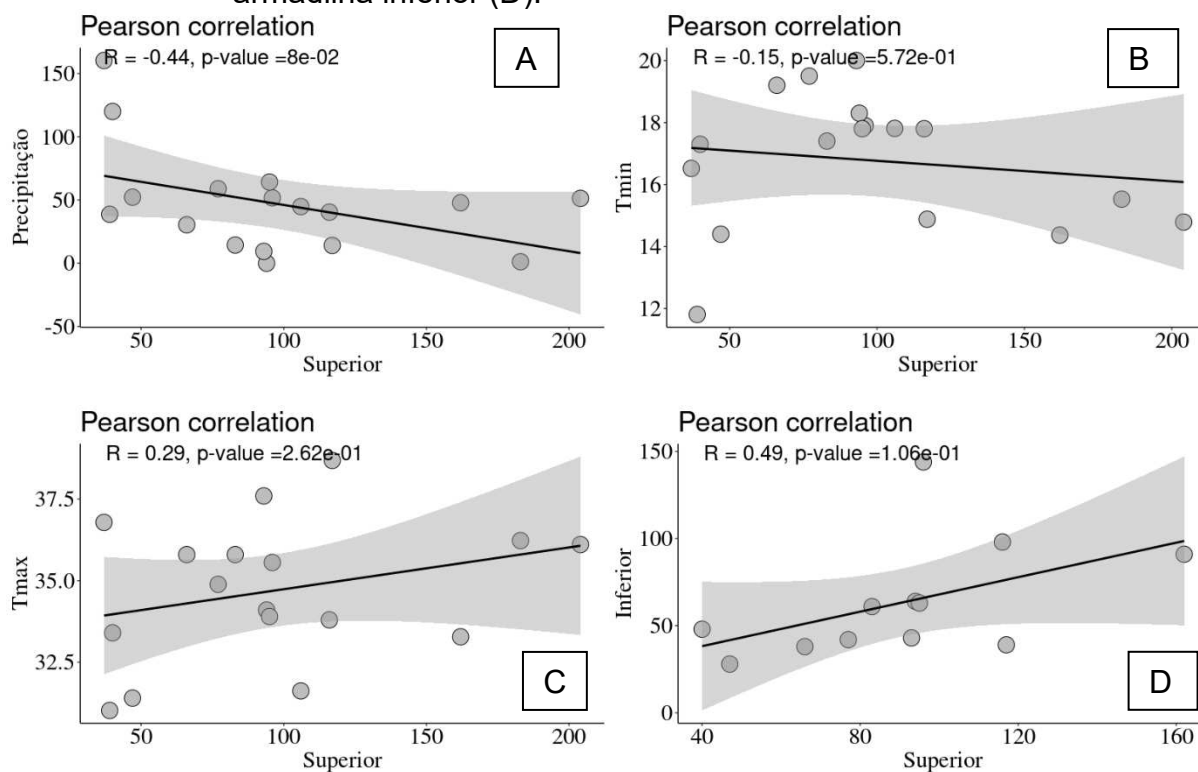 armadilha inferior (D).
Pearson correlation
R = -0.44, p-value =8e-02
A
150
100
50
0
-50
Precipitação
50
100
150
200
Superior
Pearson correlation
R = -0.15, p-value =5.72e-01
B
20
18
16
14
12
Tmin
50
100
150
200
Superior
Pearson correlation
R = 0.29, p-value =2.62e-01
37.5
35.0
32.5
Tmax
C
50
100
150
200
Superior
Pearson correlation
R = 0.49, p-value =1.06e-01
150
100
50
0
Inferior
D
40
80
120
160
Superior